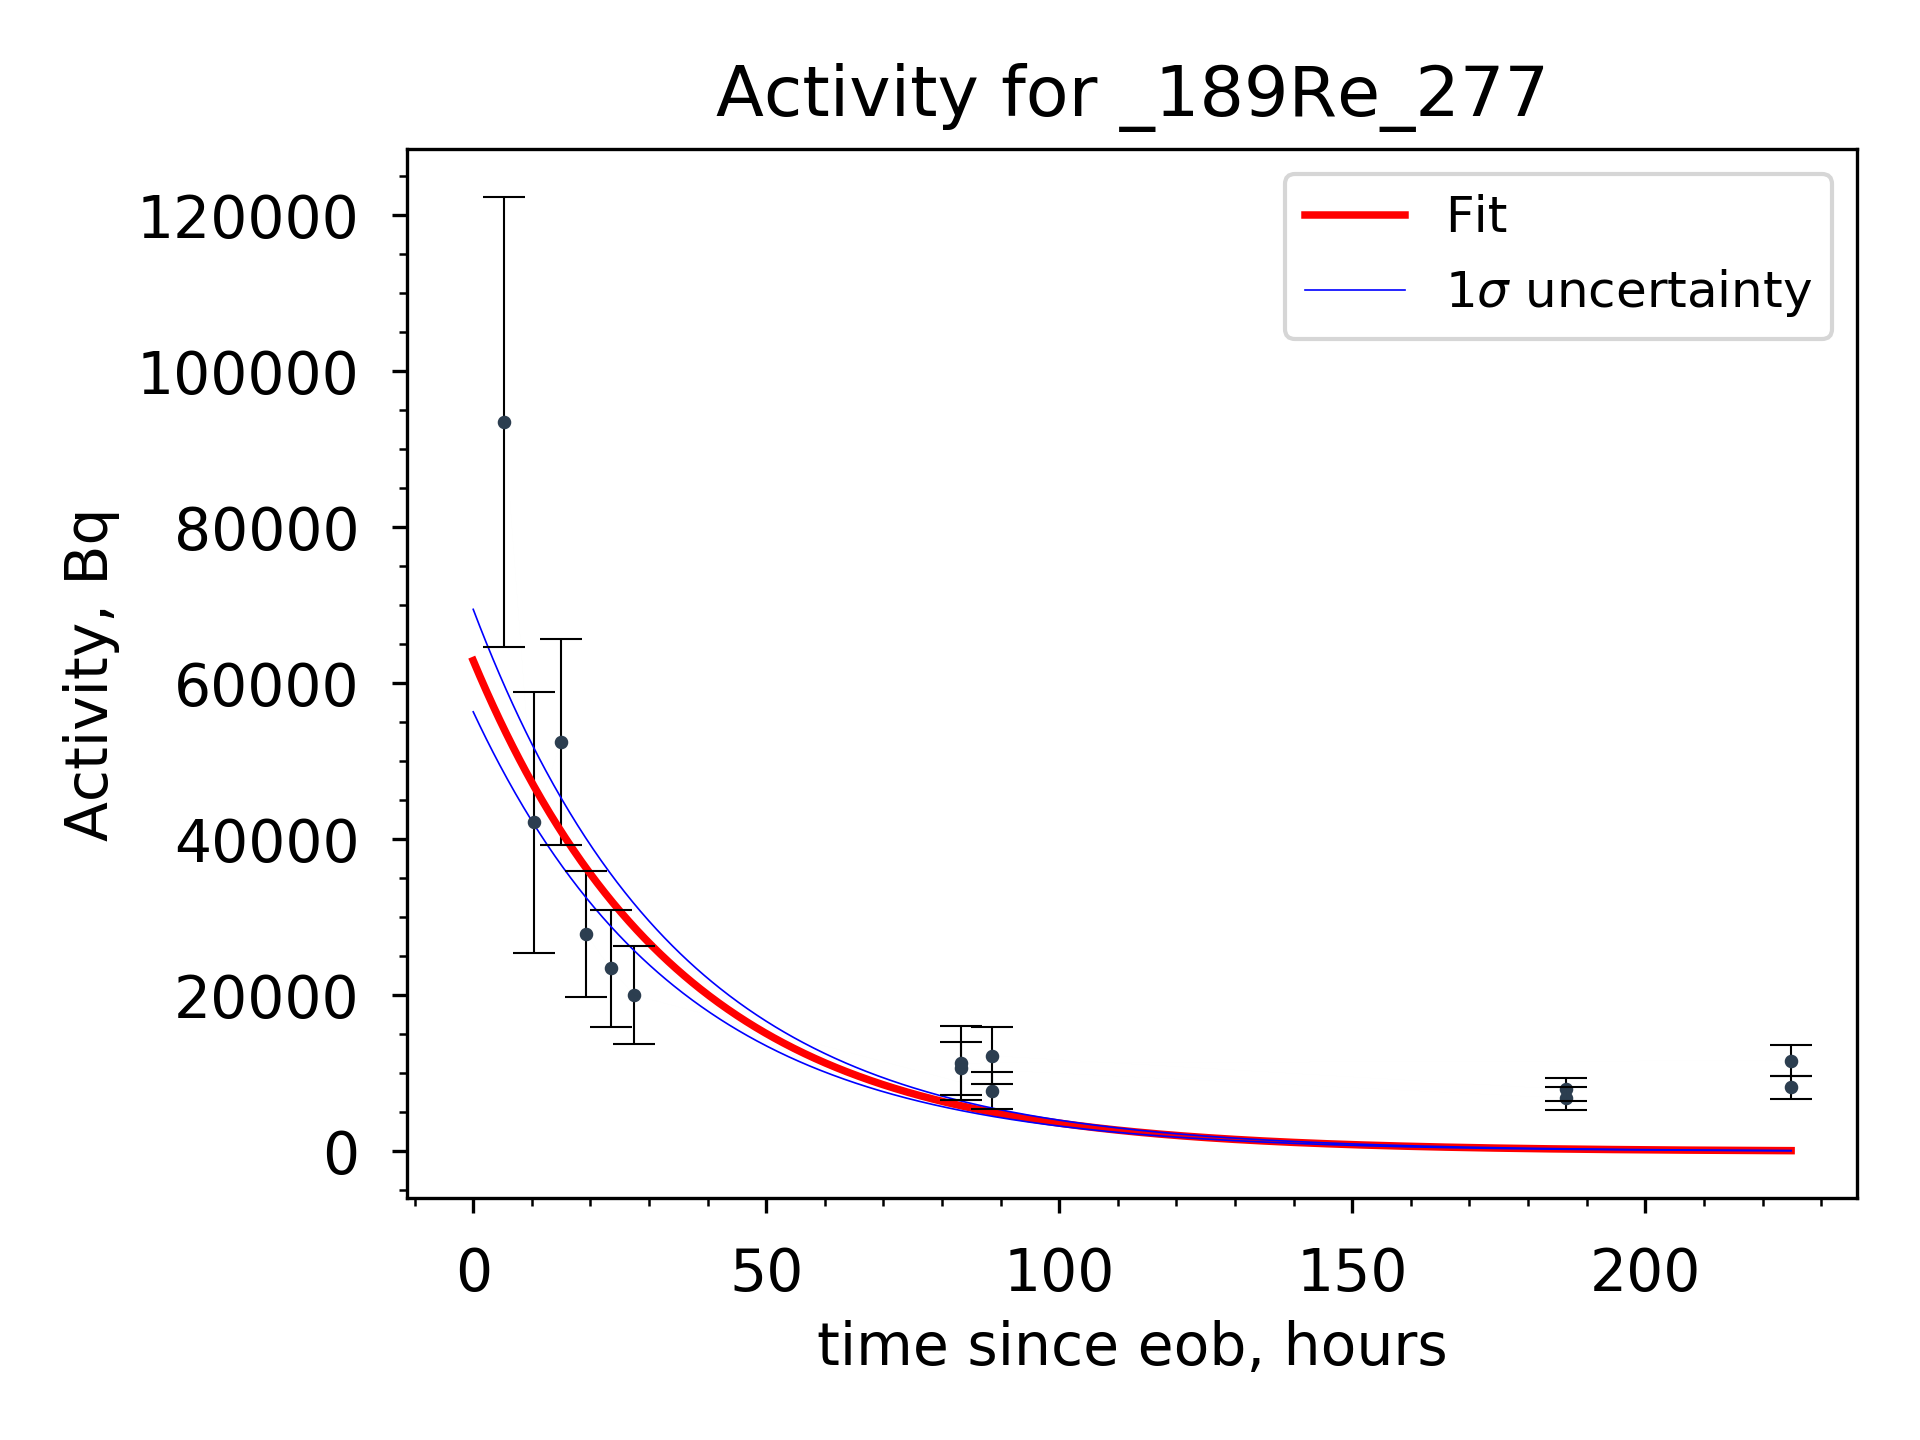 Activity for _189Re_277
Fit
1σ uncertainty
120000
100000
80000
60000
40000
20000
0
Activity, Bq
0 50 100 150 200
time since eob, hours